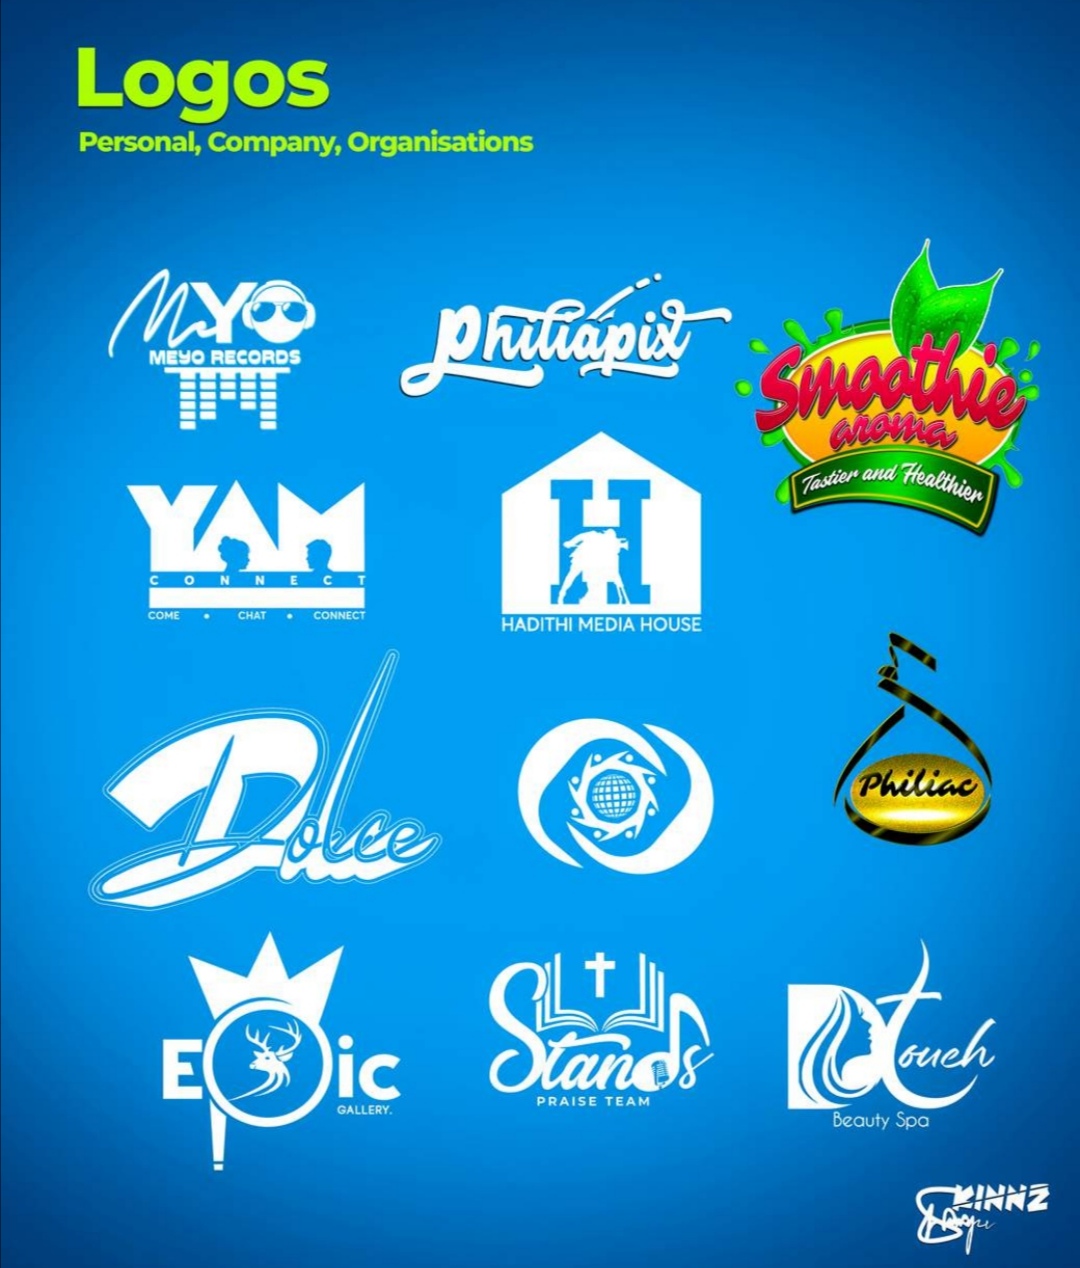 Logos
Personal, Company, Organisations
MEYO
MEYO RECORDS
Philiapix
Smoothie
aroma
Tastier and Healthier
YAM
CONNECT
COME • CHAT • CONNECT
H
HADITHI MEDIA HOUSE
Dolce
Philiac
Epic
GALLERY.
Stands
PRAISE TEAM
D touch
Beauty Spa
KINNZ